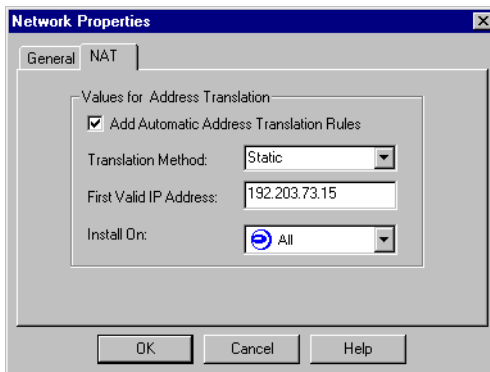 Network Properties
General NAT
Values for Address Translation
Add Automatic Address Translation Rules
Translation Method: Static
First Valid IP Address: 192.203.73.15
Install On: All
OK Cancel Help